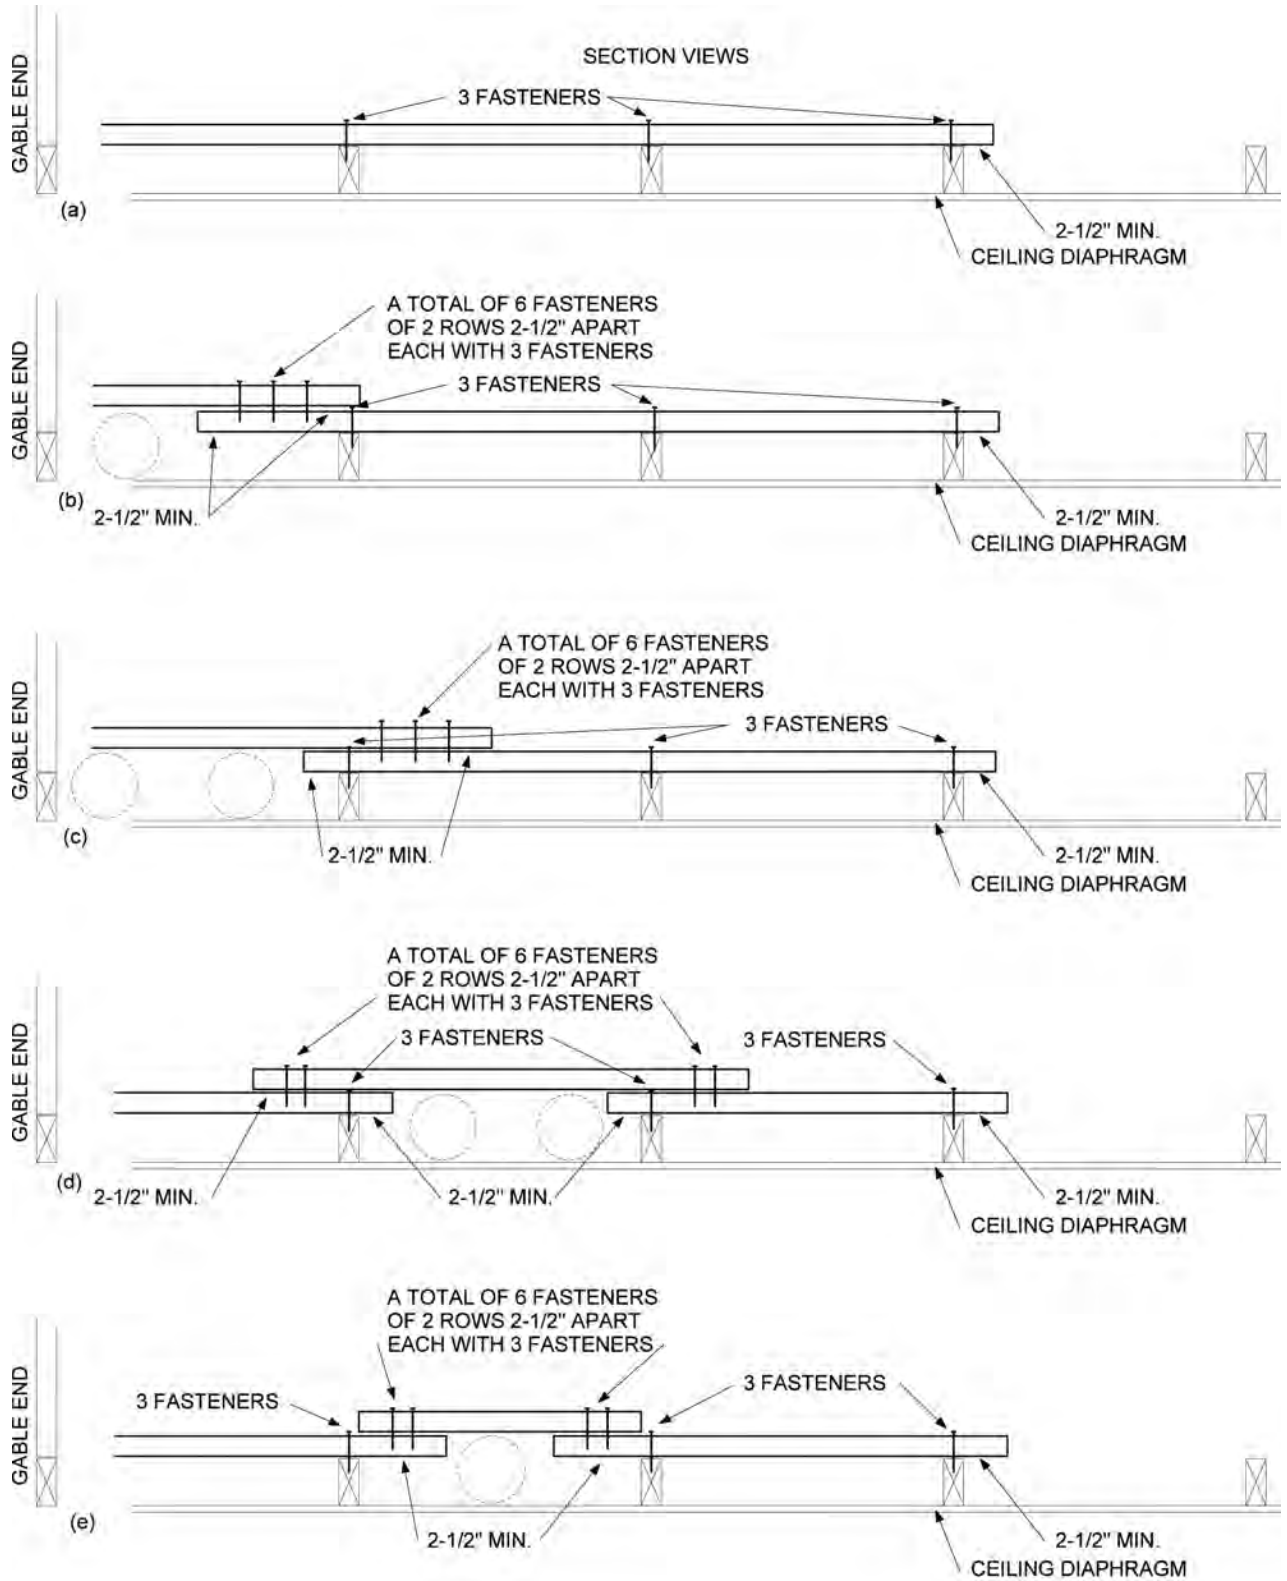 SECTION VIEWS
GABLE END
3 FASTENERS
(a)
2-1/2" MIN.
CEILING DIAPHRAGM
A TOTAL OF 6 FASTENERS
OF 2 ROWS 2-1/2" APART
EACH WITH 3 FASTENERS
GABLE END
3 FASTENERS
(b)
2-1/2" MIN.
2-1/2" MIN.
CEILING DIAPHRAGM
A TOTAL OF 6 FASTENERS
OF 2 ROWS 2-1/2" APART
EACH WITH 3 FASTENERS
GABLE END
3 FASTENERS
(c)
2-1/2" MIN.
2-1/2" MIN.
CEILING DIAPHRAGM
A TOTAL OF 6 FASTENERS
OF 2 ROWS 2-1/2" APART
EACH WITH 3 FASTENERS
GABLE END
3 FASTENERS
3 FASTENERS
(d)
2-1/2" MIN.
2-1/2" MIN.
2-1/2" MIN.
CEILING DIAPHRAGM
A TOTAL OF 6 FASTENERS
OF 2 ROWS 2-1/2" APART
EACH WITH 3 FASTENERS
GABLE END
3 FASTENERS
3 FASTENERS
(e)
2-1/2" MIN.
2-1/2" MIN.
CEILING DIAPHRAGM